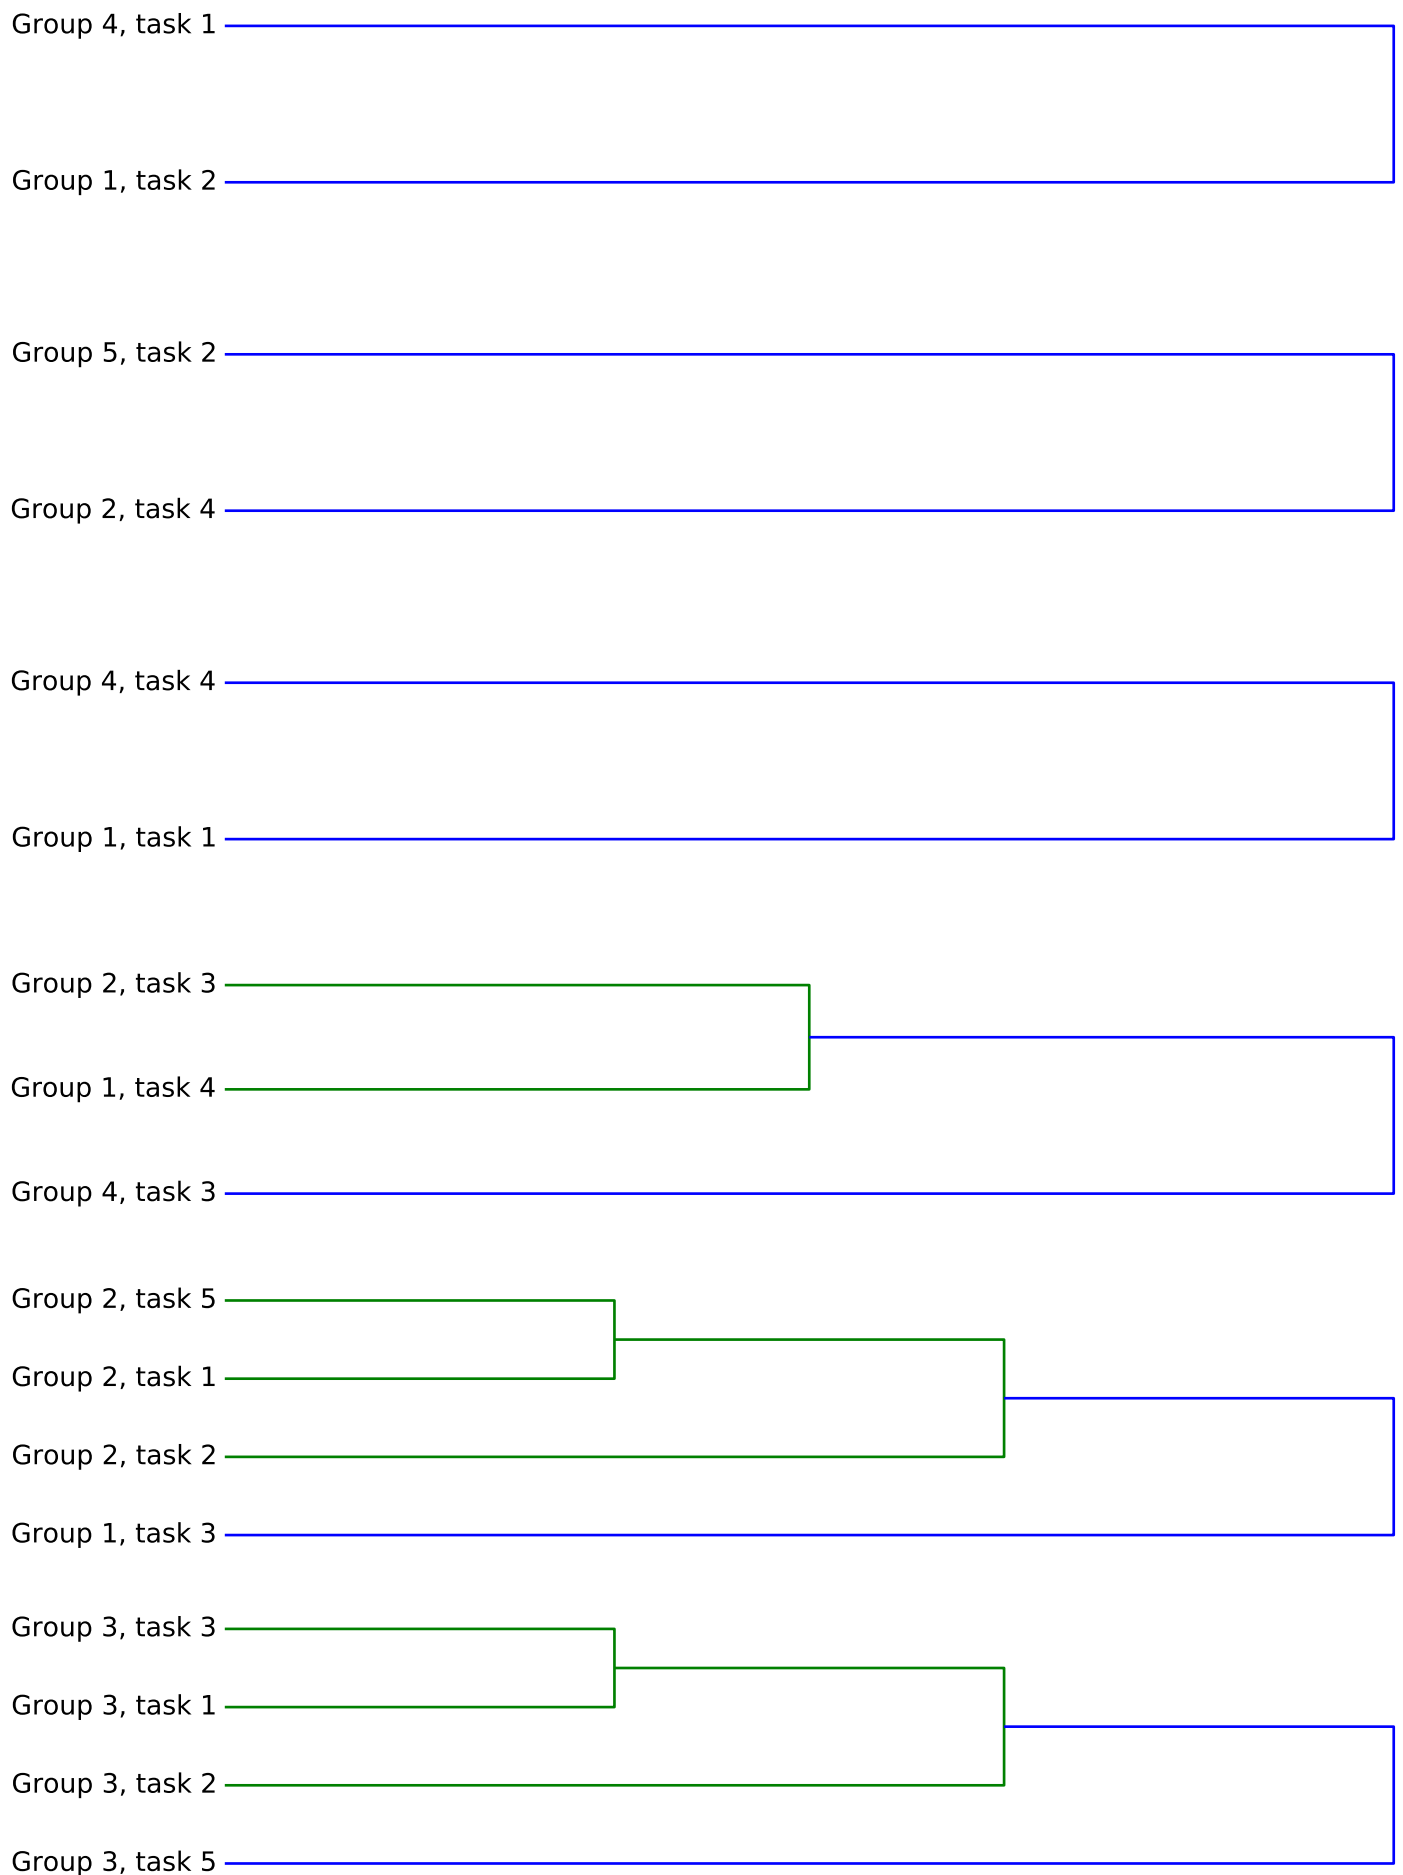 Group 4, task 1
Group 1, task 2
Group 5, task 2
Group 2, task 4
Group 4, task 4
Group 1, task 1
Group 2, task 3
Group 1, task 4
Group 4, task 3
Group 2, task 5
Group 2, task 1
Group 2, task 2
Group 1, task 3
Group 3, task 3
Group 3, task 1
Group 3, task 2
Group 3, task 5